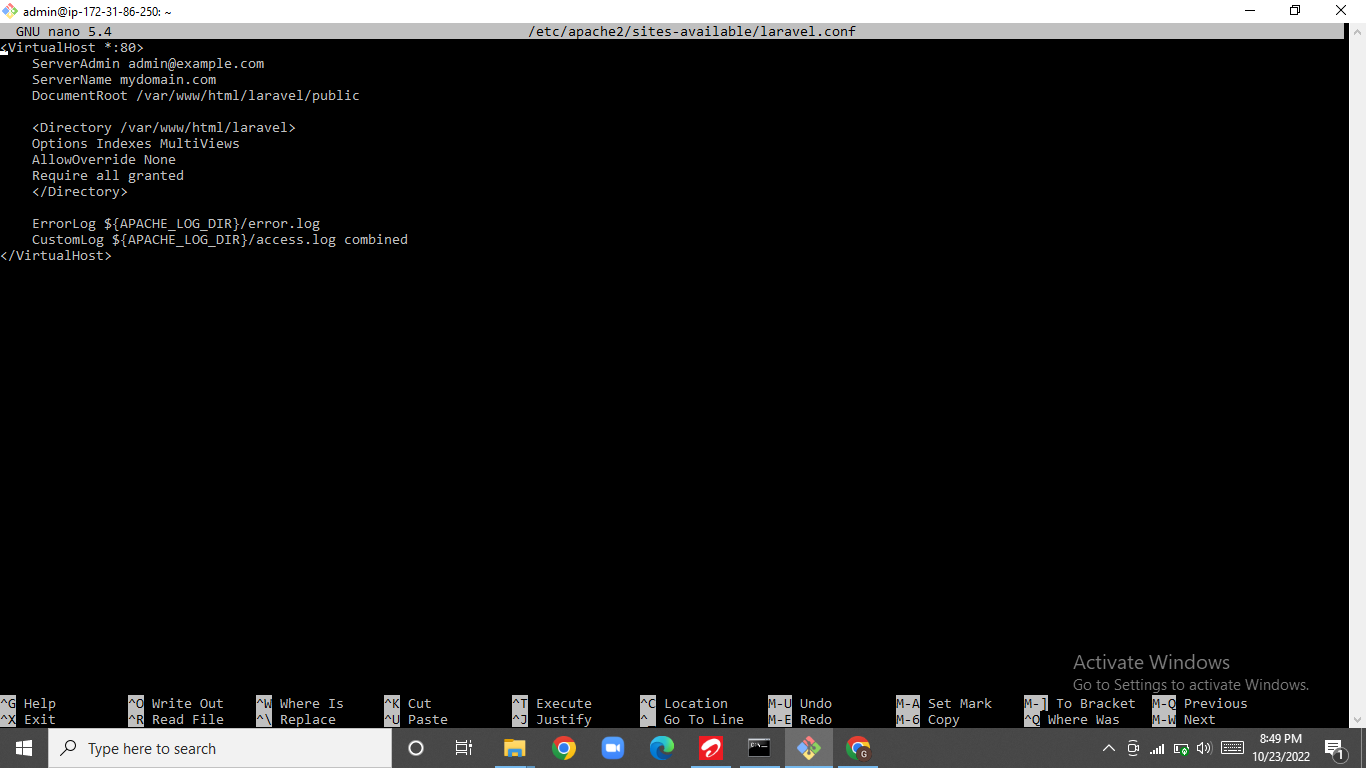 admin@ip-172-31-86-250: ~
GNU nano 5.4 /etc/apache2/sites-available/laravel.conf
<VirtualHost *:80>
    ServerAdmin admin@example.com
    ServerName mydomain.com
    DocumentRoot /var/www/html/laravel/public

    <Directory /var/www/html/laravel>
    Options Indexes MultiViews
    AllowOverride None
    Require all granted
    </Directory>

    ErrorLog ${APACHE_LOG_DIR}/error.log
    CustomLog ${APACHE_LOG_DIR}/access.log combined
</VirtualHost>
Activate Windows
Go to Settings to activate Windows.
^G Help ^O Write Out ^W Where Is ^K Cut ^T Execute ^C Location M-U Undo M-A Set Mark M-] To Bracket M-Q Previous
^X Exit ^R Read File ^\ Replace ^U Paste ^J Justify ^_ Go To Line M-E Redo M-6 Copy ^Q Where Was M-W Next
Type here to search
8:49 PM
10/23/2022
1